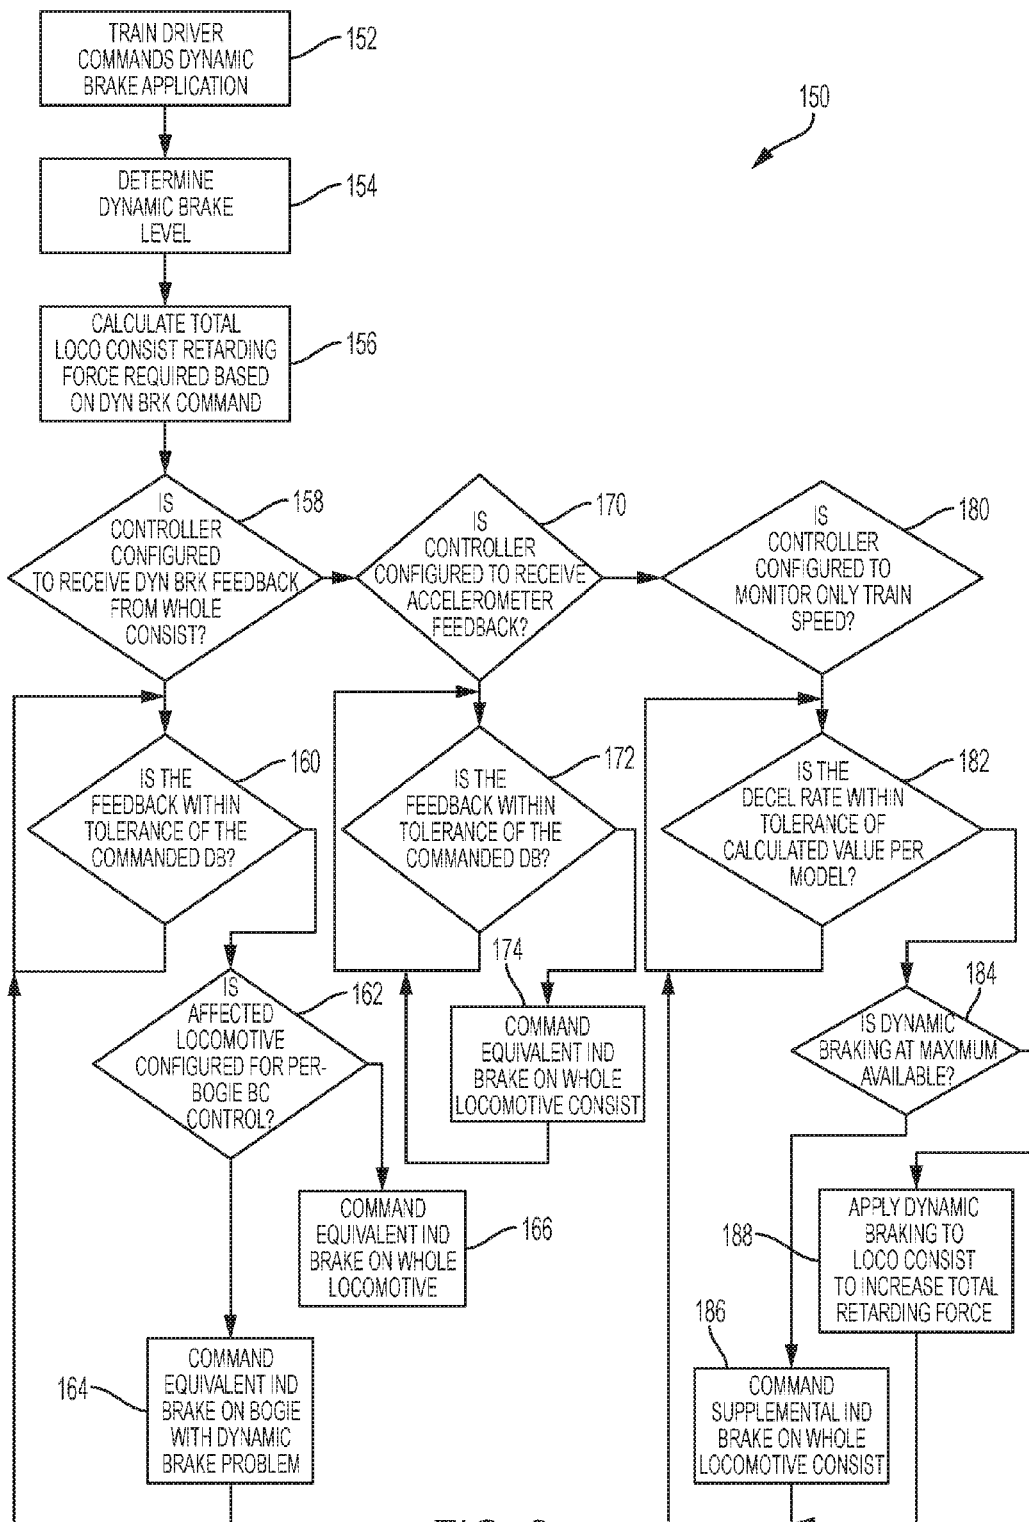 TRAIN DRIVER
COMMANDS DYNAMIC
BRAKE APPLICATION
152
150
DETERMINE
DYNAMIC BRAKE
LEVEL
154
CALCULATE TOTAL
LOCO CONSIST RETARDING
FORCE REQUIRED BASED
ON DYN BRK COMMAND
156
IS
CONTROLLER
CONFIGURED
TO RECEIVE DYN BRK FEEDBACK
FROM WHOLE
CONSIST?
158
IS
CONTROLLER
CONFIGURED TO RECEIVE
ACCELEROMETER
FEEDBACK?
170
IS
CONTROLLER
CONFIGURED TO
MONITOR ONLY TRAIN
SPEED?
180
IS THE
FEEDBACK WITHIN
TOLERANCE OF THE
COMMANDED DB?
160
IS THE
FEEDBACK WITHIN
TOLERANCE OF THE
COMMANDED DB?
172
IS THE
DECEL RATE WITHIN
TOLERANCE OF
CALCULATED VALUE PER
MODEL?
182
IS
AFFECTED
LOCOMOTIVE
CONFIGURED FOR PER-
BOGIE BC
CONTROL?
162
174
COMMAND
EQUIVALENT IND
BRAKE ON WHOLE
LOCOMOTIVE CONSIST
IS DYNAMIC
BRAKING AT MAXIMUM
AVAILABLE?
184
COMMAND
EQUIVALENT IND
BRAKE ON WHOLE
LOCOMOTIVE
166
188
APPLY DYNAMIC
BRAKING TO
LOCO CONSIST
TO INCREASE TOTAL
RETARDING FORCE
164
COMMAND
EQUIVALENT IND
BRAKE ON BOGIE
WITH DYNAMIC
BRAKE PROBLEM
186
COMMAND
SUPPLEMENTAL IND
BRAKE ON WHOLE
LOCOMOTIVE CONSIST